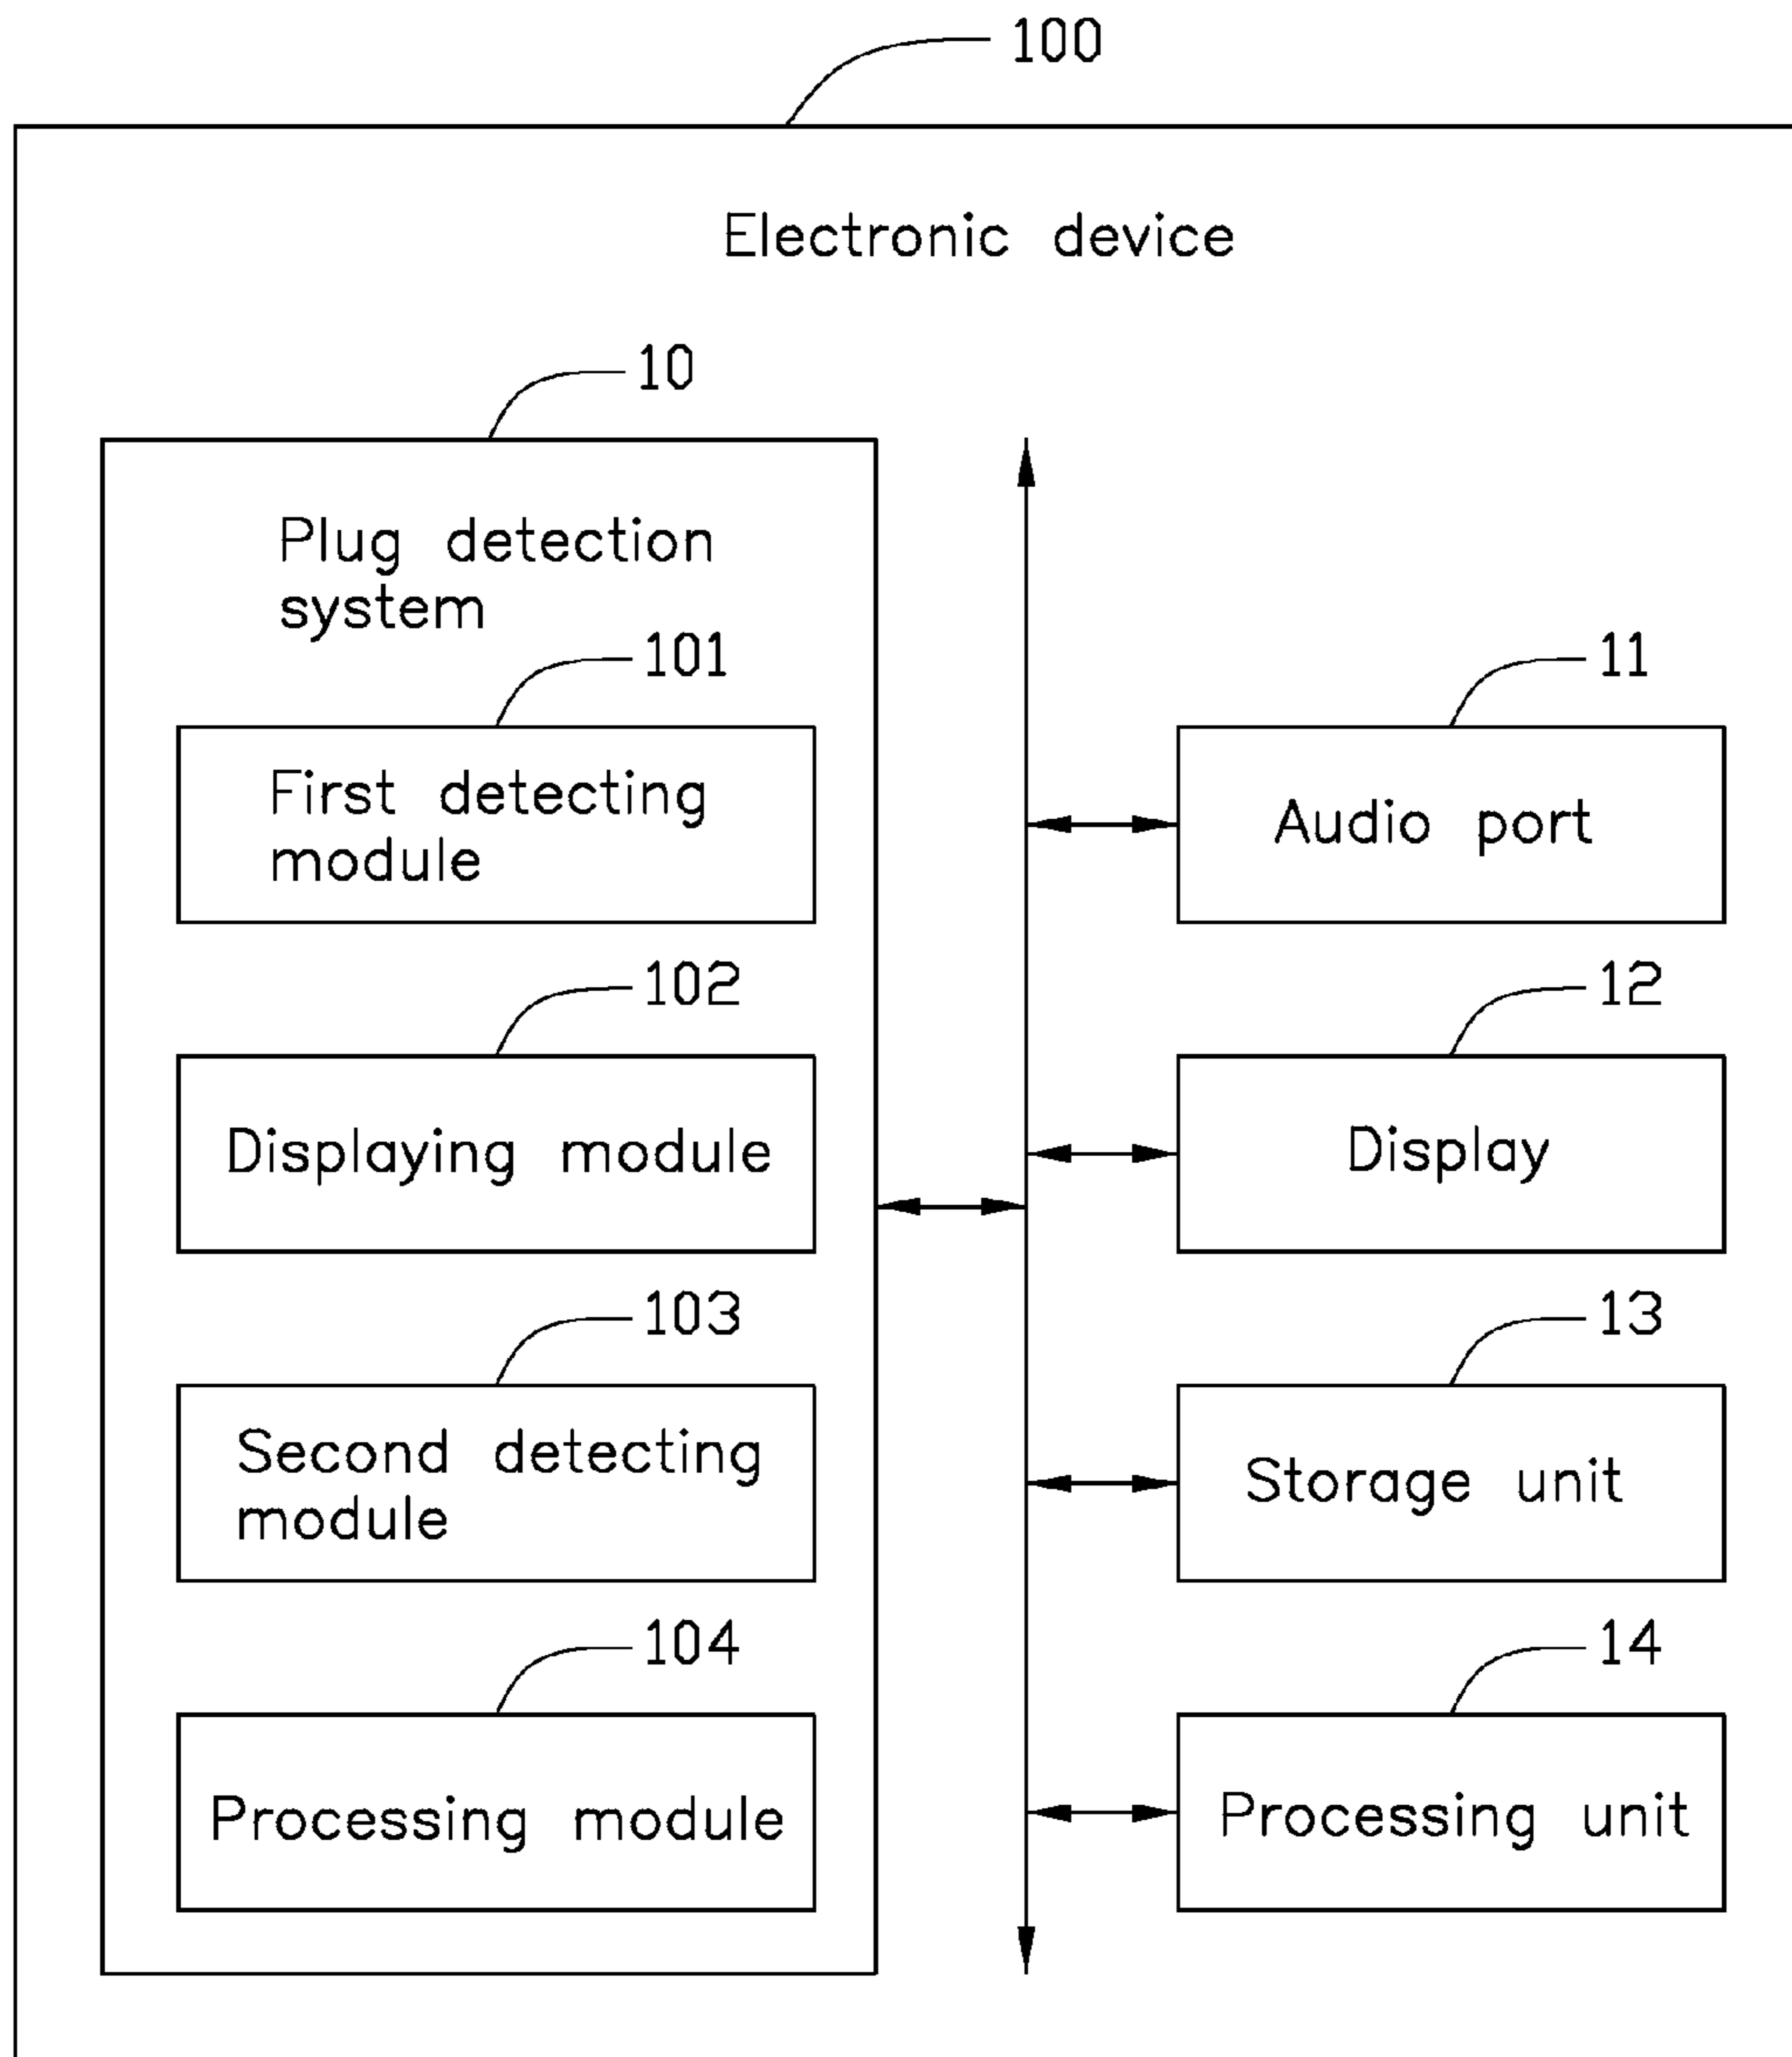 100
Electronic device
10
Plug detection
system
101
First detecting
module
102
Displaying module
103
Second detecting
module
104
Processing module
11
Audio port
12
Display
13
Storage unit
14
Processing unit